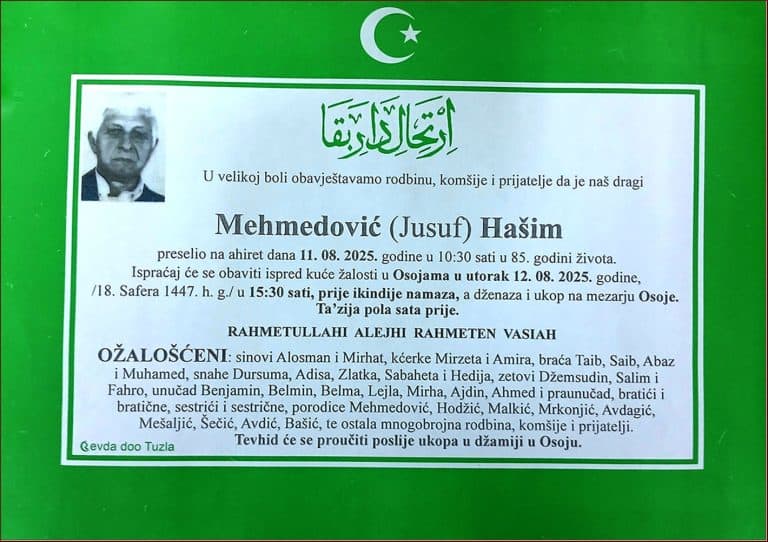 اِرْتِحَالِ دَارِ بَقَا
U velikoj boli obavještavamo rodbinu, komšije i prijatelje da je naš dragi
Mehmedović (Jusuf) Hašim
preselio na ahiret dana 11. 08. 2025. godine u 10:30 sati u 85. godini života.
Ispraćaj će se obaviti ispred kuće žalosti u Osojama u utorak 12. 08. 2025. godine,
/18. Safera 1447. h. g./ u 15:30 sati, prije ikindije namaza, a dženaza i ukop na mezarju Osoje.
Ta'zija pola sata prije.
RAHMETULLAHI ALEJHI RAHMETEN VASIAH
OŽALOŠĆENI: sinovi Alosman i Mirhat, kćerke Mirzeta i Amira, braća Taib, Saib, Abaz
i Muhamed, snahe Dursuma, Adisa, Zlatka, Sabaheta i Hedija, zetovi Džemsudin, Salim i
Fahro, unučad Benjamin, Belmin, Belma, Lejla, Mirha, Ajdin, Ahmed i praunučad, bratići i
bratične, sestrići i sestrične, porodice Mehmedović, Hodžić, Malkić, Mrkonjić, Avdagić,
Mešaljić, Šečić, Avdić, Bašić, te ostala mnogobrojna rodbina, komšije i prijatelji.
Tevhid će se proučiti poslije ukopa u džamiji u Osoju.
Gevda doo Tuzla